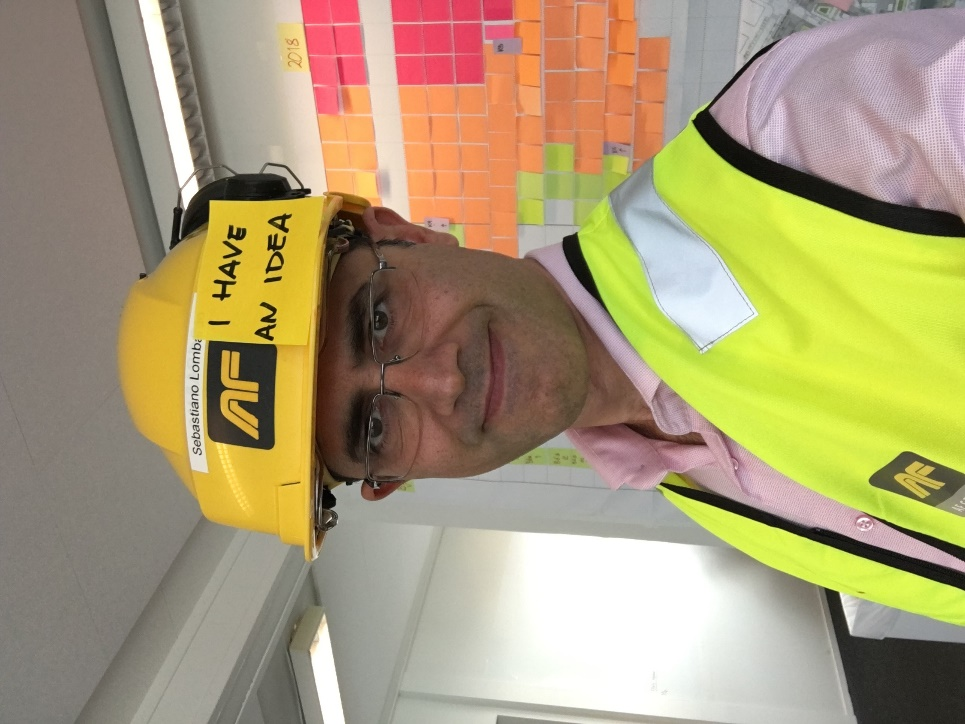 2018
I HAVE
AN IDEA
Sebastiano Lomba
AF
AF